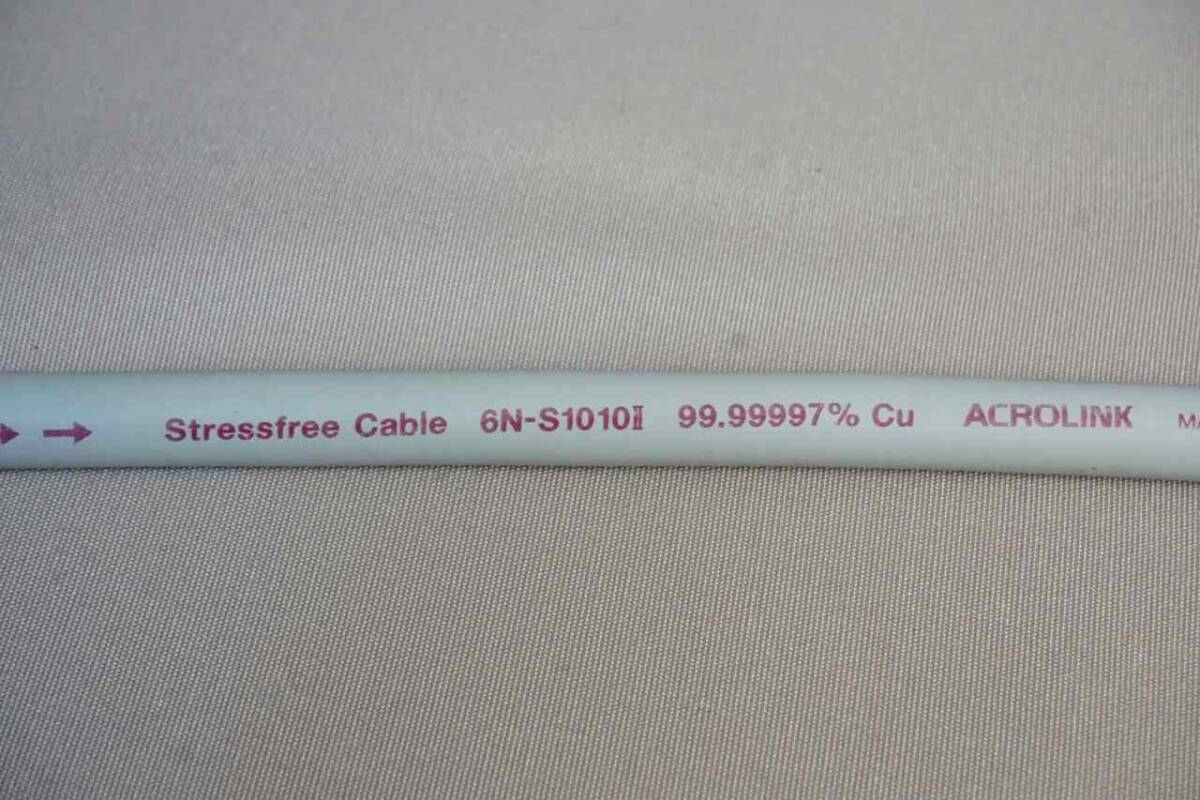 Stressfree Cable 6N-S1010Ⅱ 99.99997% Cu ACROLINK